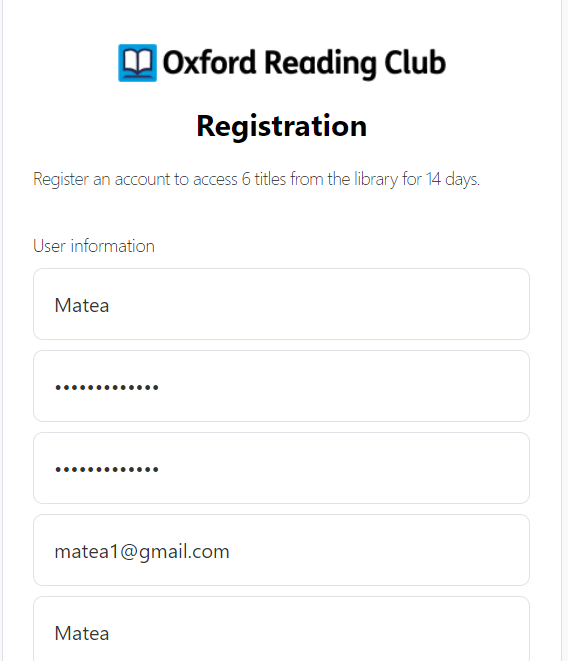 Oxford Reading Club
Registration
Register an account to access 6 titles from the library for 14 days.
User information
Matea
•••••••••••••
•••••••••••••
matea1@gmail.com
Matea